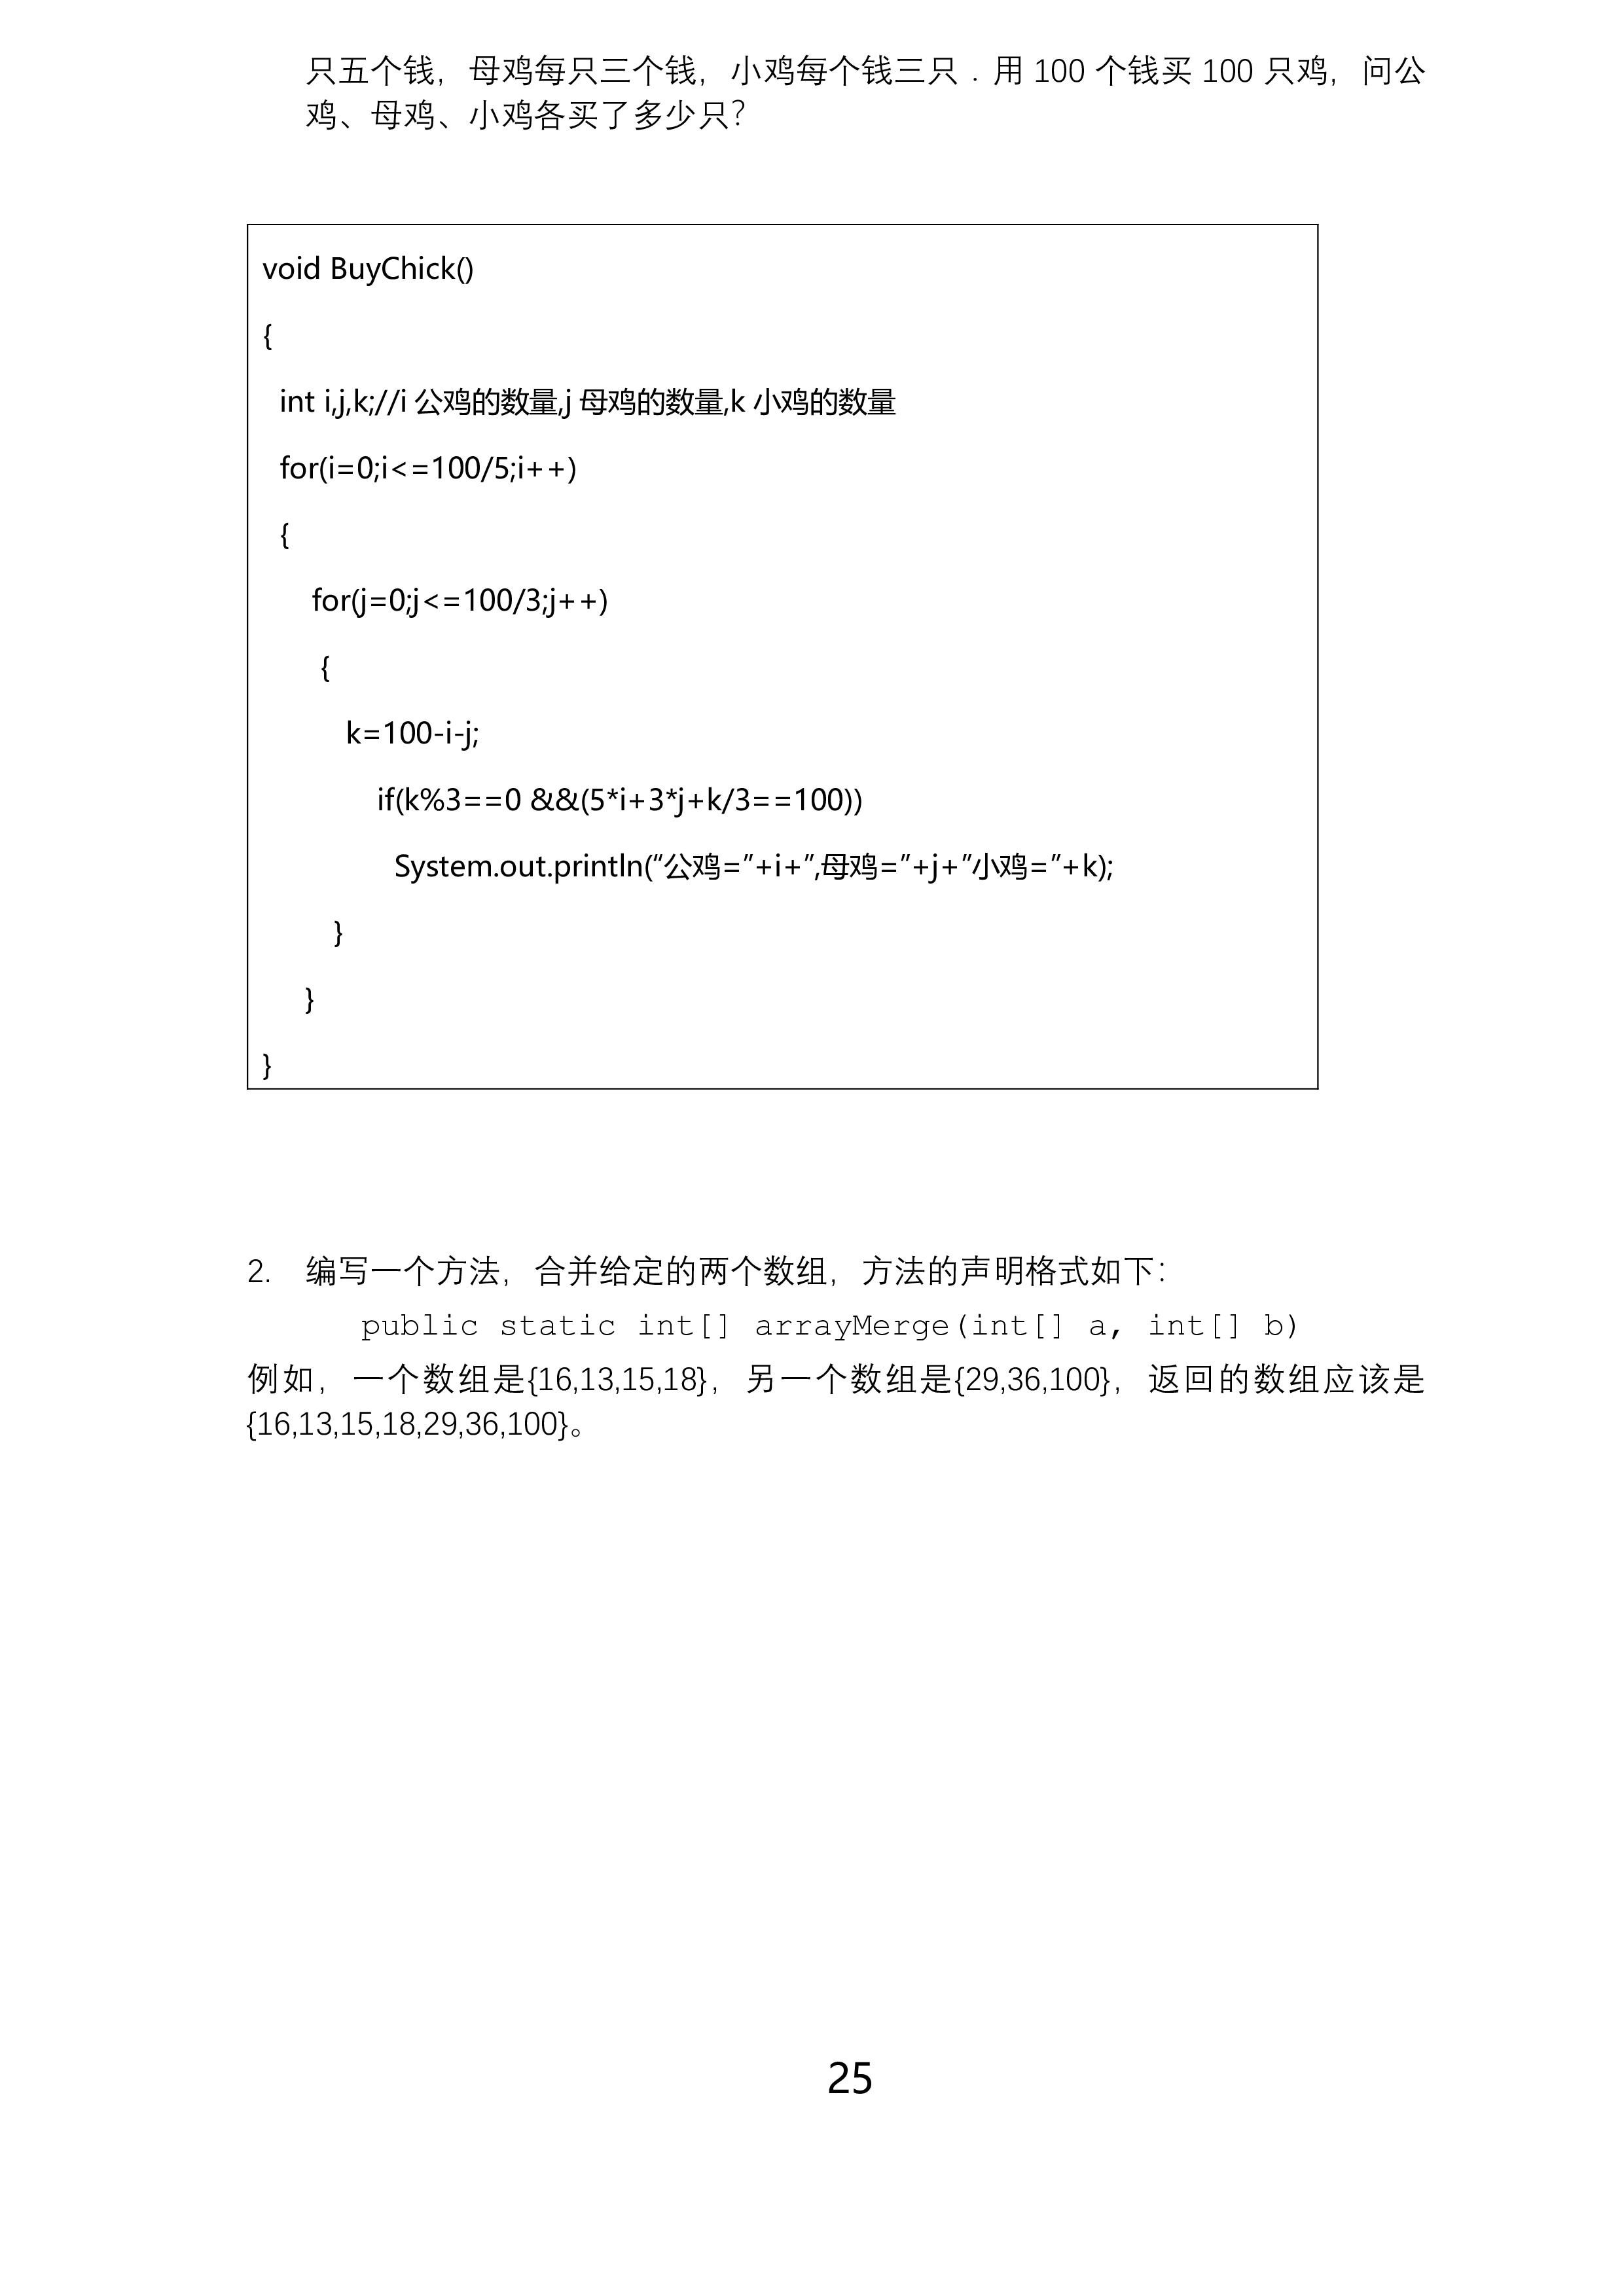 只五个钱，母鸡每只三个钱，小鸡每个钱三只．用 100 个钱买 100 只鸡，问公
鸡、母鸡、小鸡各买了多少只？
void BuyChick()
{
int i,j,k;//i 公鸡的数量,j 母鸡的数量,k 小鸡的数量
for(i=0;i<=100/5;i++)
{
for(j=0;j<=100/3;j++)
{
k=100-i-j;
if(k%3==0 &&(5*i+3*j+k/3==100))
System.out.println(“公鸡=”+i+”,母鸡=”+j+”小鸡=”+k);
}
}
}
2. 编写一个方法，合并给定的两个数组，方法的声明格式如下：
public static int[] arrayMerge(int[] a, int[] b)
例如，一个数组是{16,13,15,18}，另一个数组是{29,36,100}，返回的数组应该是
{16,13,15,18,29,36,100}。
25